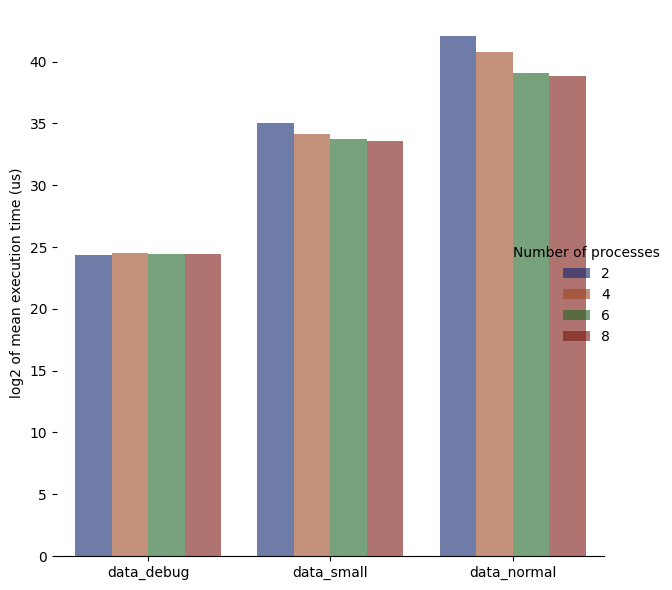 log2 of mean execution time (us)
40
35
30
25
20
15
10
5
0
data_debug
data_small
data_normal
Number of processes
2
4
6
8